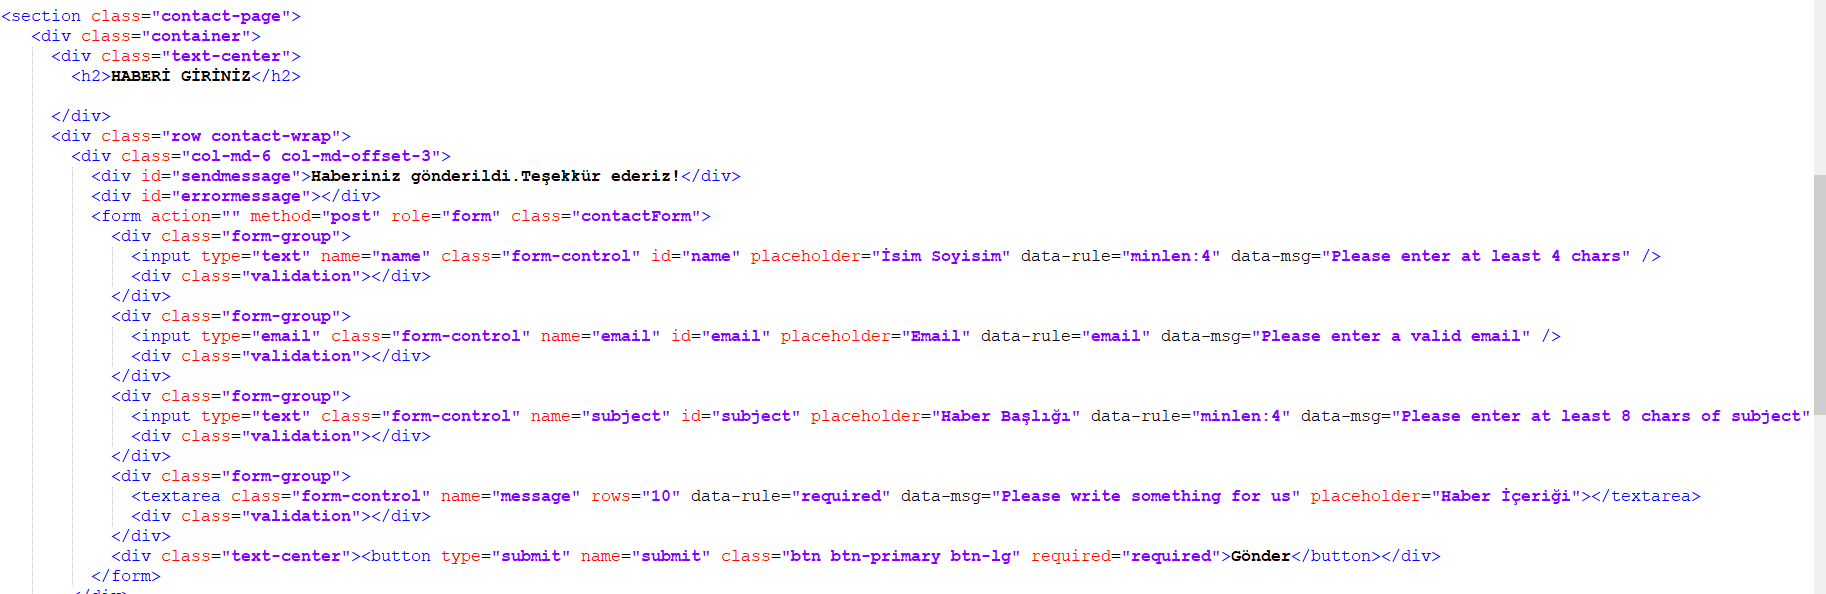 <section class="contact-page">
<div class="container">
<div class="text-center">
<h2>HABERİ GİRİNİZ</h2>
</div>
<div class="row contact-wrap">
<div class="col-md-6 col-md-offset-3">
<div id="sendmessage">Haberiniz gönderildi.Teşekkür ederiz!</div>
<div id="errormessage"></div>
<form action="" method="post" role="form" class="contactForm">
<div class="form-group">
<input type="text" name="name" class="form-control" id="name" placeholder="İsim Soyisim" data-rule="minlen:4" data-msg="Please enter at least 4 chars" />
<div class="validation"></div>
</div>
<div class="form-group">
<input type="email" class="form-control" name="email" id="email" placeholder="Email" data-rule="email" data-msg="Please enter a valid email" />
<div class="validation"></div>
</div>
<div class="form-group">
<input type="text" class="form-control" name="subject" id="subject" placeholder="Haber Başlığı" data-rule="minlen:4" data-msg="Please enter at least 8 chars of subject"
<div class="validation"></div>
</div>
<div class="form-group">
<textarea class="form-control" name="message" rows="10" data-rule="required" data-msg="Please write something for us" placeholder="Haber İçeriği"></textarea>
<div class="validation"></div>
</div>
<div class="text-center"><button type="submit" name="submit" class="btn btn-primary btn-lg" required="required">Gönder</button></div>
</form>